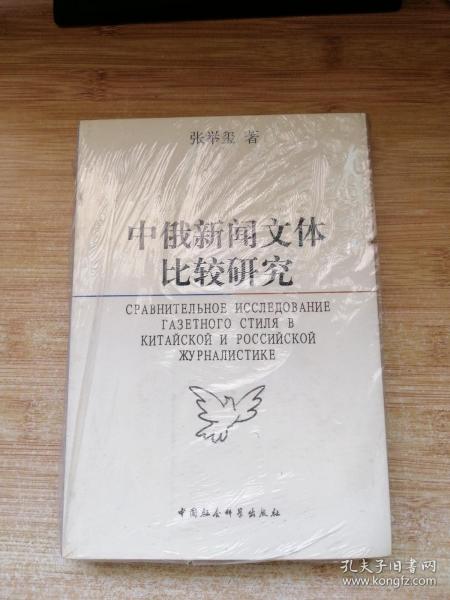 张举玺 著
中俄新闻文体
比较研究
СРАВНИТЕЛЬНОЕ ИССЛЕДОВАНИЕ
ГАЗЕТНОГО СТИЛЯ В
КИТАЙСКОЙ И РОССИЙСКОЙ
ЖУРНАЛИСТИКЕ
中国社会科学出版社
孔夫子旧书网
www.kongfz.com